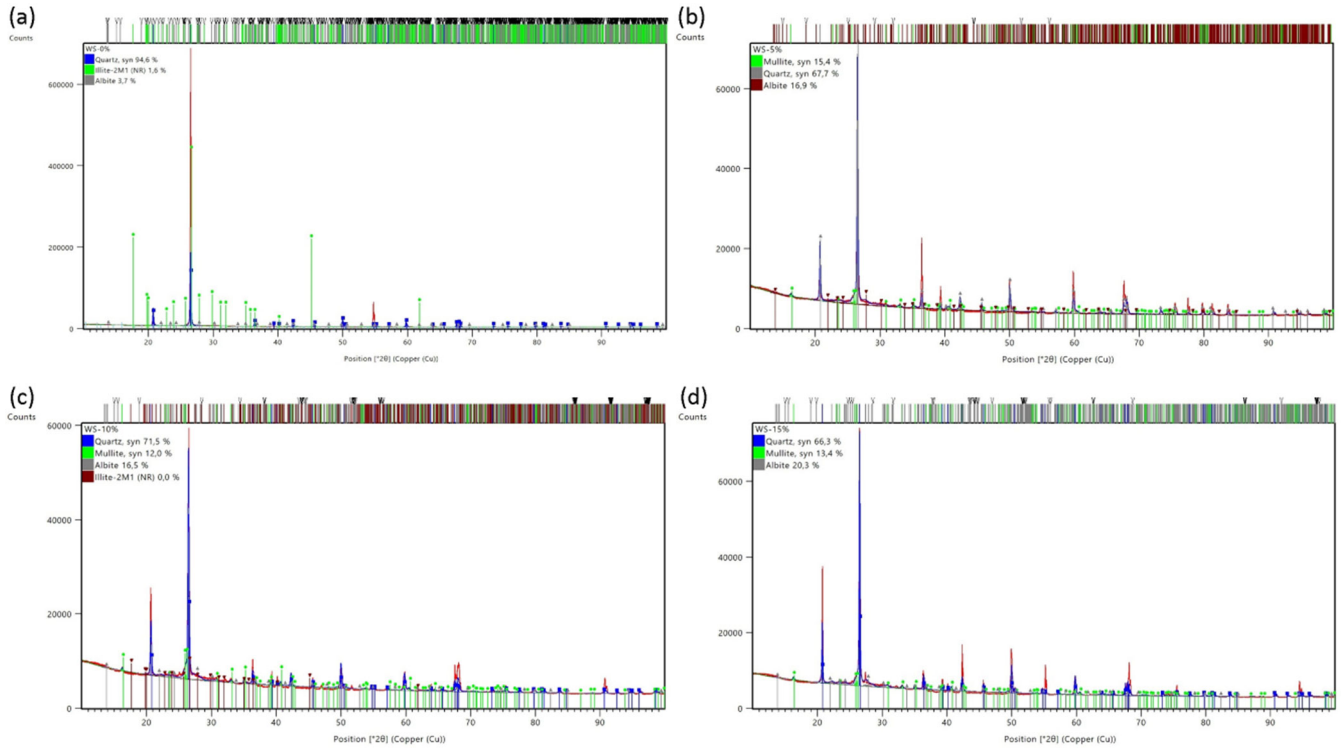 (a)
Counts
WS-0%
Quartz, syn 94,6 %
Illite-2M1 (NR) 1,6 %
Albite 3,7 %
600000
400000
200000
0
20 30 40 50 60 70 80 90
Position [°2θ] (Copper (Cu))
(b)
Counts
WS-5%
Mullite, syn 15,4 %
Quartz, syn 67,7 %
Albite 16,9 %
60000
40000
20000
0
20 30 40 50 60 70 80 90
Position [°2θ] (Copper (Cu))
(c)
Counts
WS-10%
Quartz, syn 71,5 %
Mullite, syn 12,0 %
Albite 16,5 %
Illite-2M1 (NR) 0,0 %
60000
40000
20000
0
20 30 40 50 60 70 80 90
Position [°2θ] (Copper (Cu))
(d)
Counts
WS-15%
Quartz, syn 66,3 %
Mullite, syn 13,4 %
Albite 20,3 %
60000
40000
20000
0
20 30 40 50 60 70 80 90
Position [°2θ] (Copper (Cu))